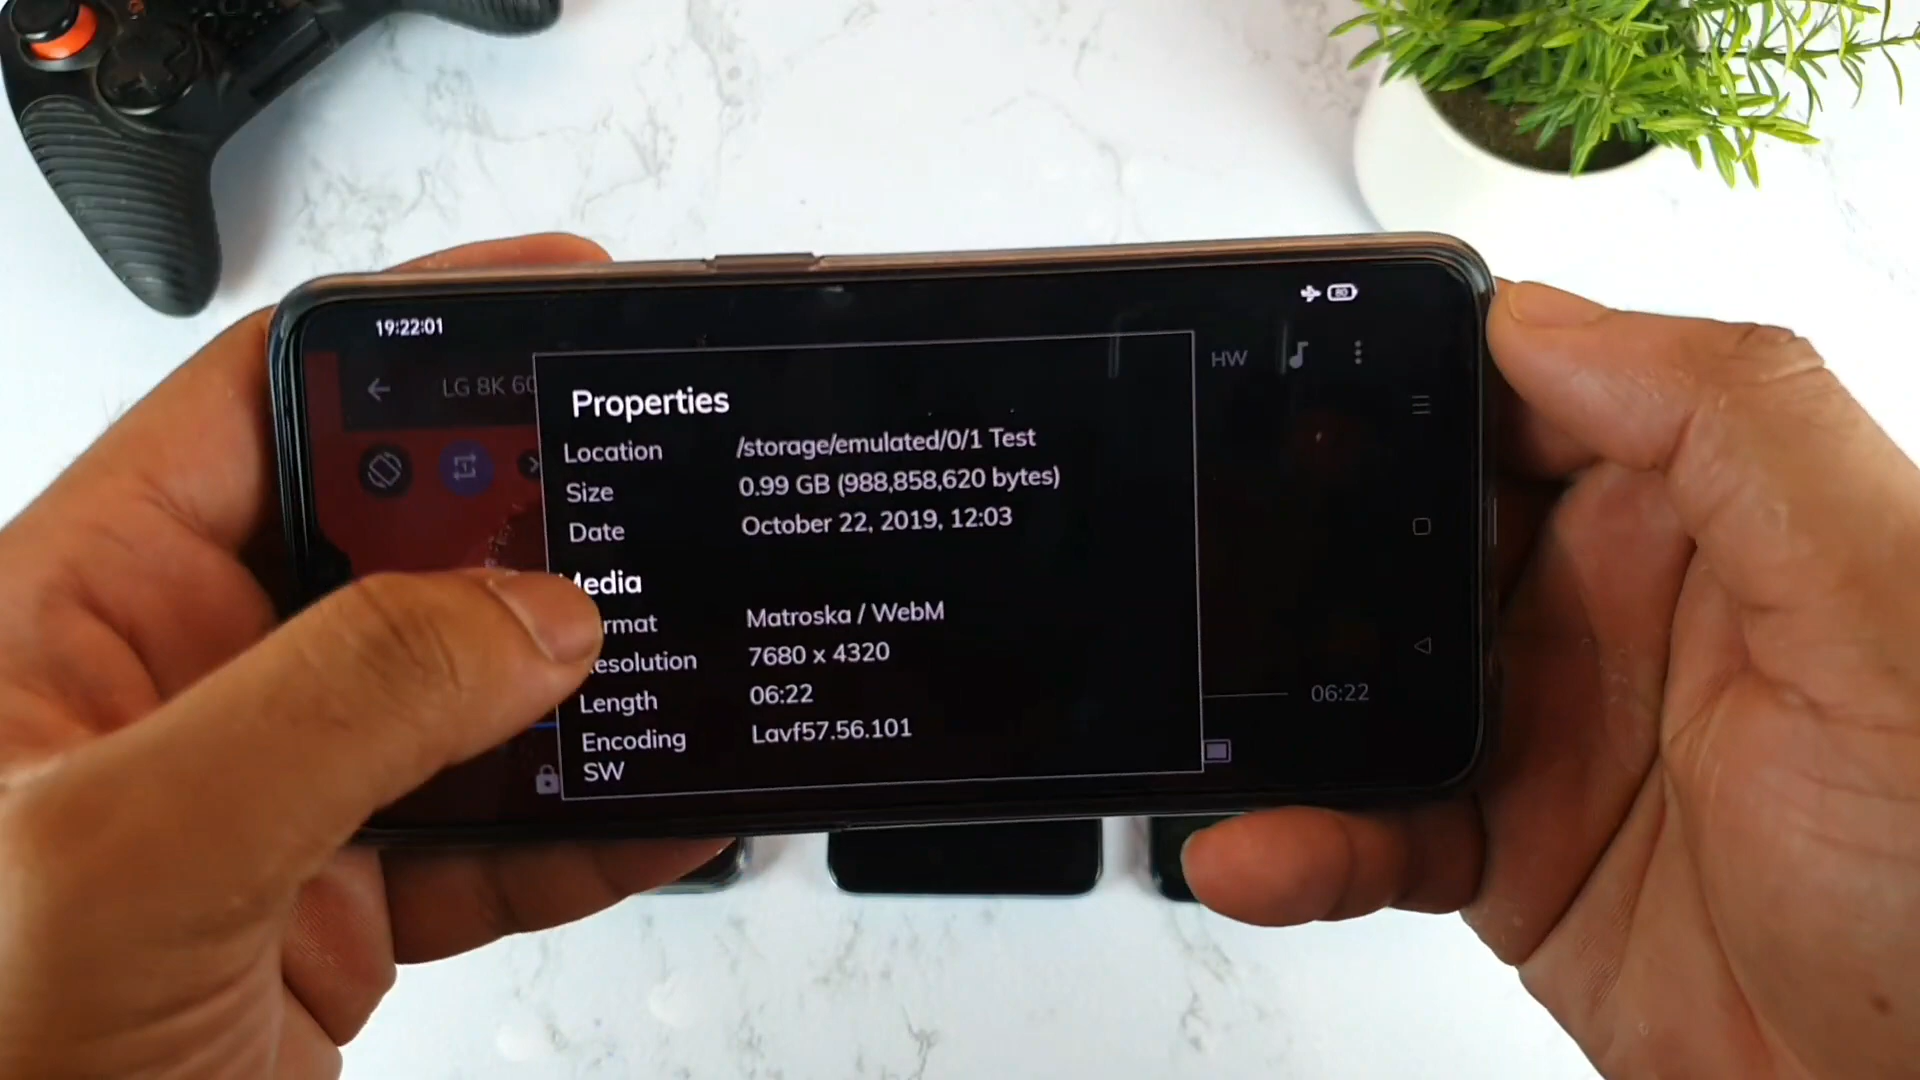 19:22:01
80
LG 8K 60
HW
Properties
Location /storage/emulated/0/1 Test
Size 0.99 GB (988,858,620 bytes)
Date October 22, 2019, 12:03
Media
rmat Matroska / WebM
esolution 7680 x 4320
Length 06:22
Encoding SW Lavf57.56.101
06:22